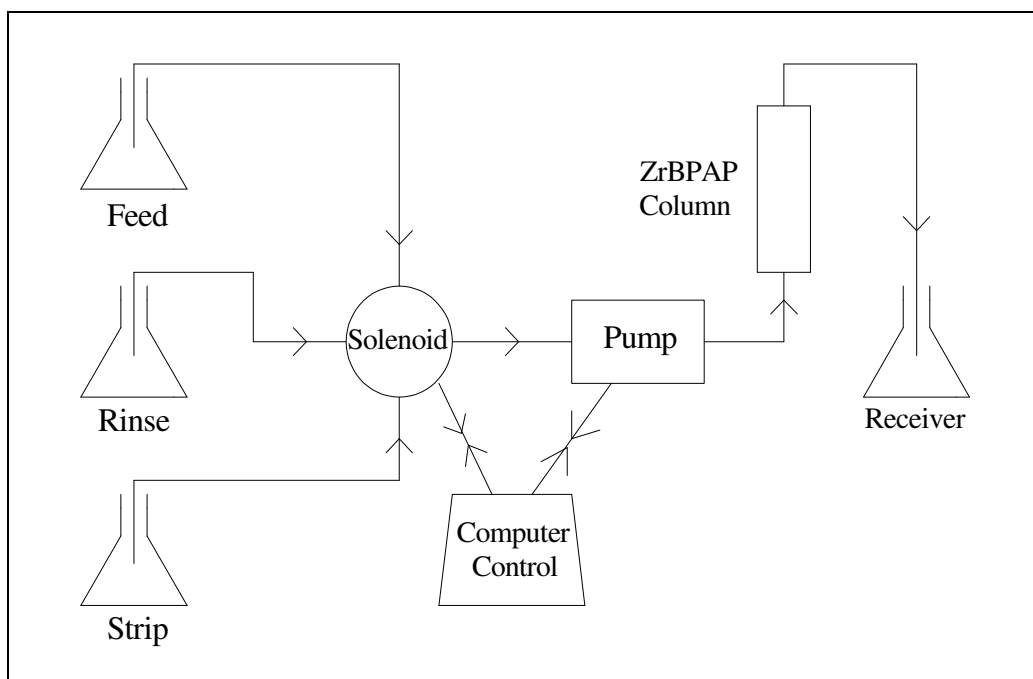 Feed
Rinse
Strip
Solenoid
Pump
Computer
Control
ZrBPAP
Column
Receiver